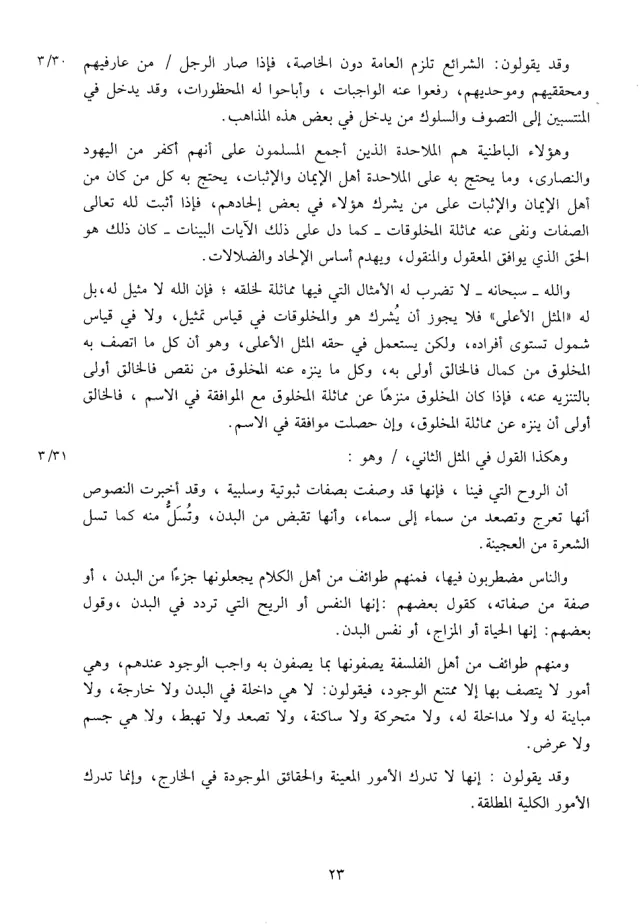 وقد يقولون: الشرائع تلزم العامة دون الخاصة، فإذا صار الرجل / من عارفيهم ٣/٣٠
ومحققيهم وموحديهم، رفعوا عنه الواجبات ، وأباحوا له المحظورات، وقد يدخل في
المنتسبين إلى التصوف والسلوك من يدخل في بعض هذه المذاهب.
وهؤلاء الباطنية هم الملاحدة الذين أجمع المسلمون على أنهم أكفر من اليهود
والنصارى، وما يحتج به على الملاحدة أهل الإيمان والإثبات، يحتج به كل من كان من
أهل الإيمان والإثبات على من يشرك هؤلاء في بعض إلحادهم، فإذا أثبت لله تعالى
الصفات ونفى عنه مماثلة المخلوقات ـ كما دل على ذلك الآيات البينات ـ كان ذلك هو
الحق الذي يوافق المعقول والمنقول، ويهدم أساس الإلحاد والضلالات.
والله ـ سبحانه ـ لا تضرب له الأمثال التي فيها مماثلة لخلقه ؛ فإن الله لا مثيل له،بل
له «المثل الأعلى» فلا يجوز أن يُشرك هو والمخلوقات في قياس تمثيل، ولا في قياس
شمول تستوى أفراده، ولكن يستعمل في حقه المثل الأعلى، وهو أن كل ما اتصف به
المخلوق من كمال فالخالق أولى به، وكل ما ينزه عنه المخلوق من نقص فالخالق أولى
بالتنزيه عنه، فإذا كان المخلوق منزهًا عن مماثلة المخلوق مع الموافقة في الاسم ، فالخالق
أولى أن ينزه عن مماثلة المخلوق، وإن حصلت موافقة في الاسم.
وهكذا القول في المثل الثاني، / وهو : ٣/٣١
أن الروح التي فينا ، فإنها قد وصفت بصفات ثبوتية وسلبية ، وقد أخبرت النصوص
أنها تعرج وتصعد من سماء إلى سماء، وأنها تقبض من البدن، وتُسَلُّ منه كما تسل
الشعرة من العجينة.
والناس مضطربون فيها، فمنهم طوائف من أهل الكلام يجعلونها جزءًا من البدن ، أو
صفة من صفاته، كقول بعضهم :إنها النفس أو الريح التي تردد في البدن ،وقول
بعضهم: إنها الحياة أو المزاج، أو نفس البدن.
ومنهم طوائف من أهل الفلسفة يصفونها بما يصفون به واجب الوجود عندهم، وهي
أمور لا يتصف بها إلا ممتنع الوجود، فيقولون: لا هي داخلة في البدن ولا خارجة، ولا
مباينة له ولا مداخلة له، ولا متحركة ولا ساكنة، ولا تصعد ولا تهبط، ولا هي جسم
ولا عرض.
وقد يقولون : إنها لا تدرك الأمور المعينة والحقائق الموجودة في الخارج، وإنما تدرك
الأمور الكلية المطلقة.
٢٣